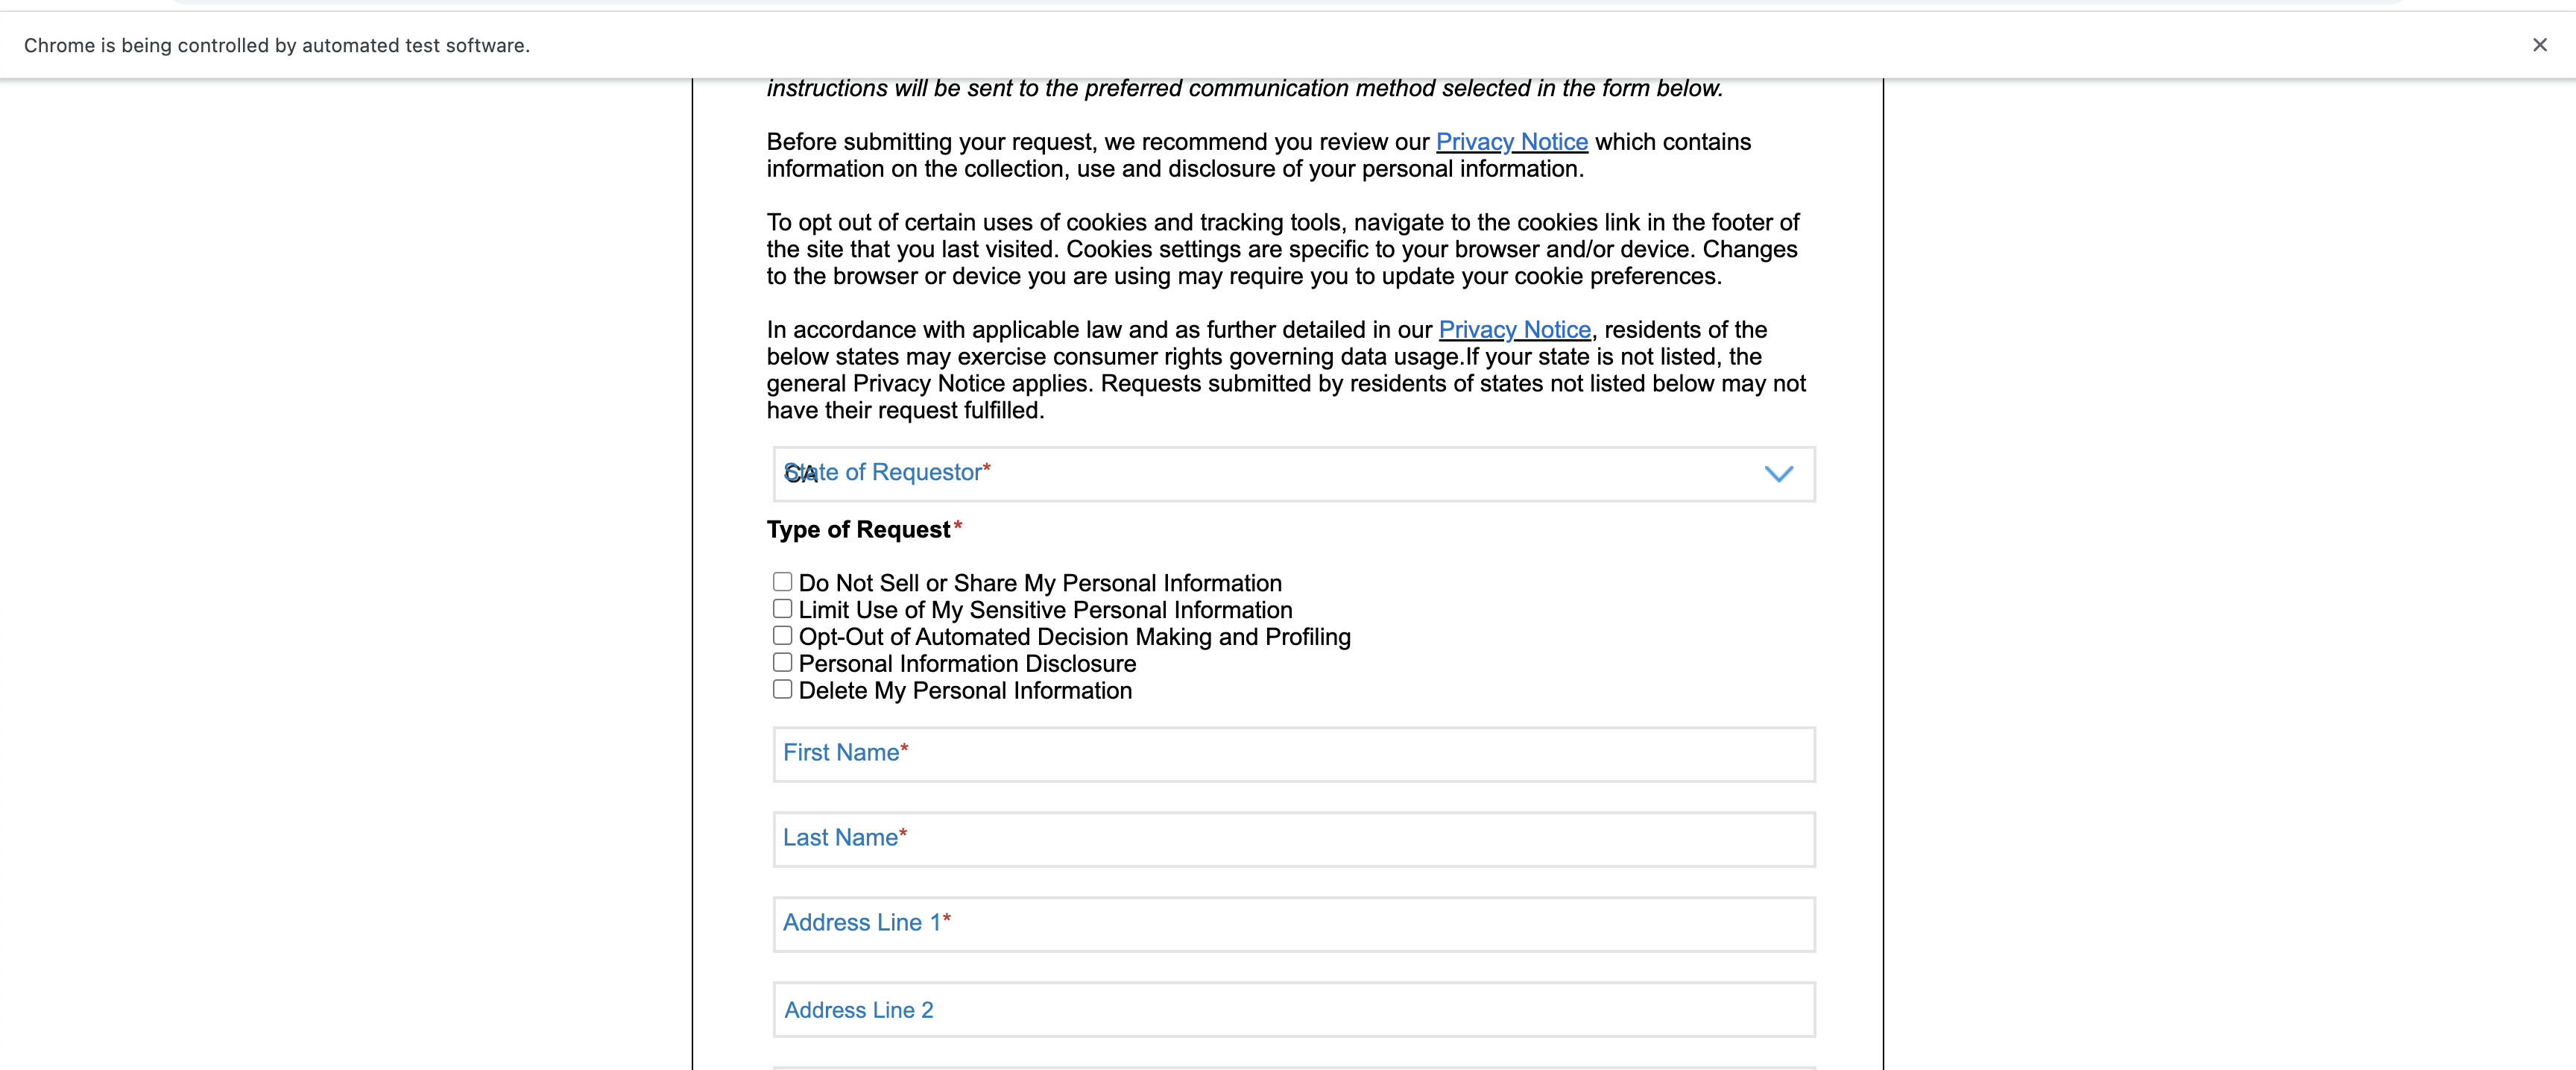 Chrome is being controlled by automated test software.
instructions will be sent to the preferred communication method selected in the form below.
Before submitting your request, we recommend you review our Privacy Notice which contains
information on the collection, use and disclosure of your personal information.
To opt out of certain uses of cookies and tracking tools, navigate to the cookies link in the footer of
the site that you last visited. Cookies settings are specific to your browser and/or device. Changes
to the browser or device you are using may require you to update your cookie preferences.
In accordance with applicable law and as further detailed in our Privacy Notice, residents of the
below states may exercise consumer rights governing data usage.If your state is not listed, the
general Privacy Notice applies. Requests submitted by residents of states not listed below may not
have their request fulfilled.
State of Requestor*
CA
Type of Request*
Do Not Sell or Share My Personal Information
Limit Use of My Sensitive Personal Information
Opt-Out of Automated Decision Making and Profiling
Personal Information Disclosure
Delete My Personal Information
First Name*
Last Name*
Address Line 1*
Address Line 2